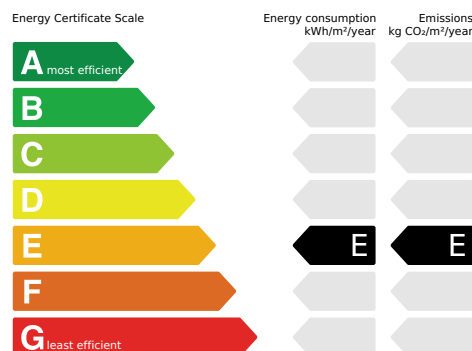 Energy Certificate Scale
Energy consumption
kWh/m²/year
Emissions
kg CO₂/m²/year
A most efficient
B
C
D
E
E
E
F
G least efficient